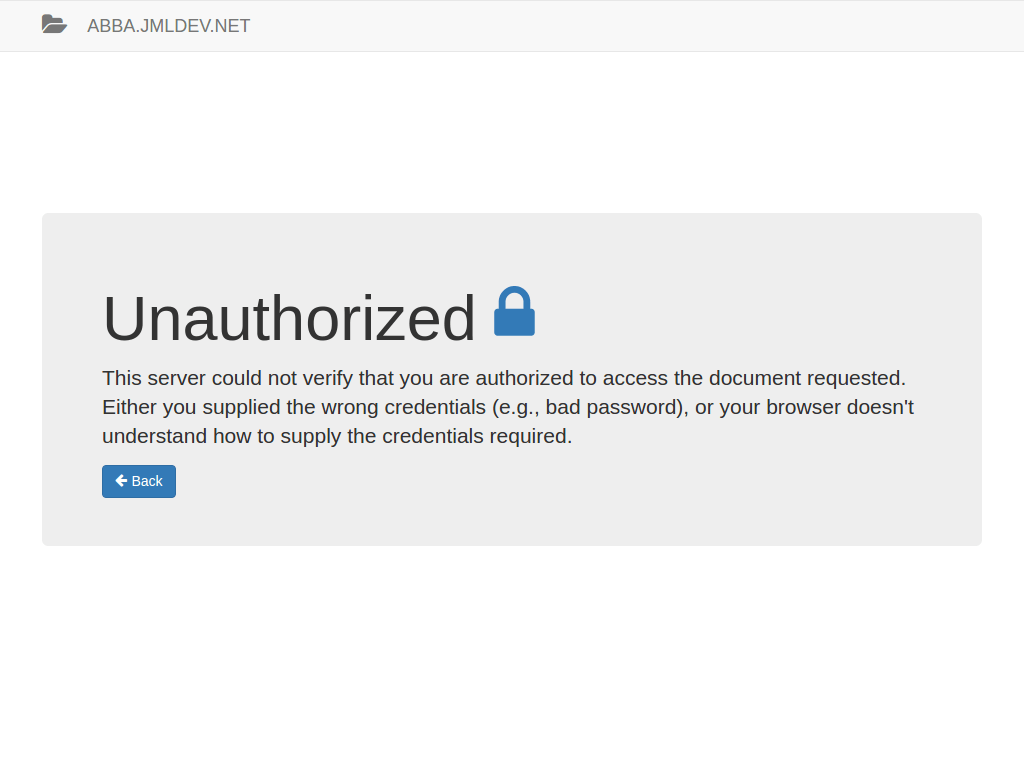 ABBA.JMLDEV.NET
Unauthorized
This server could not verify that you are authorized to access the document requested.
Either you supplied the wrong credentials (e.g., bad password), or your browser doesn't
understand how to supply the credentials required.
Back